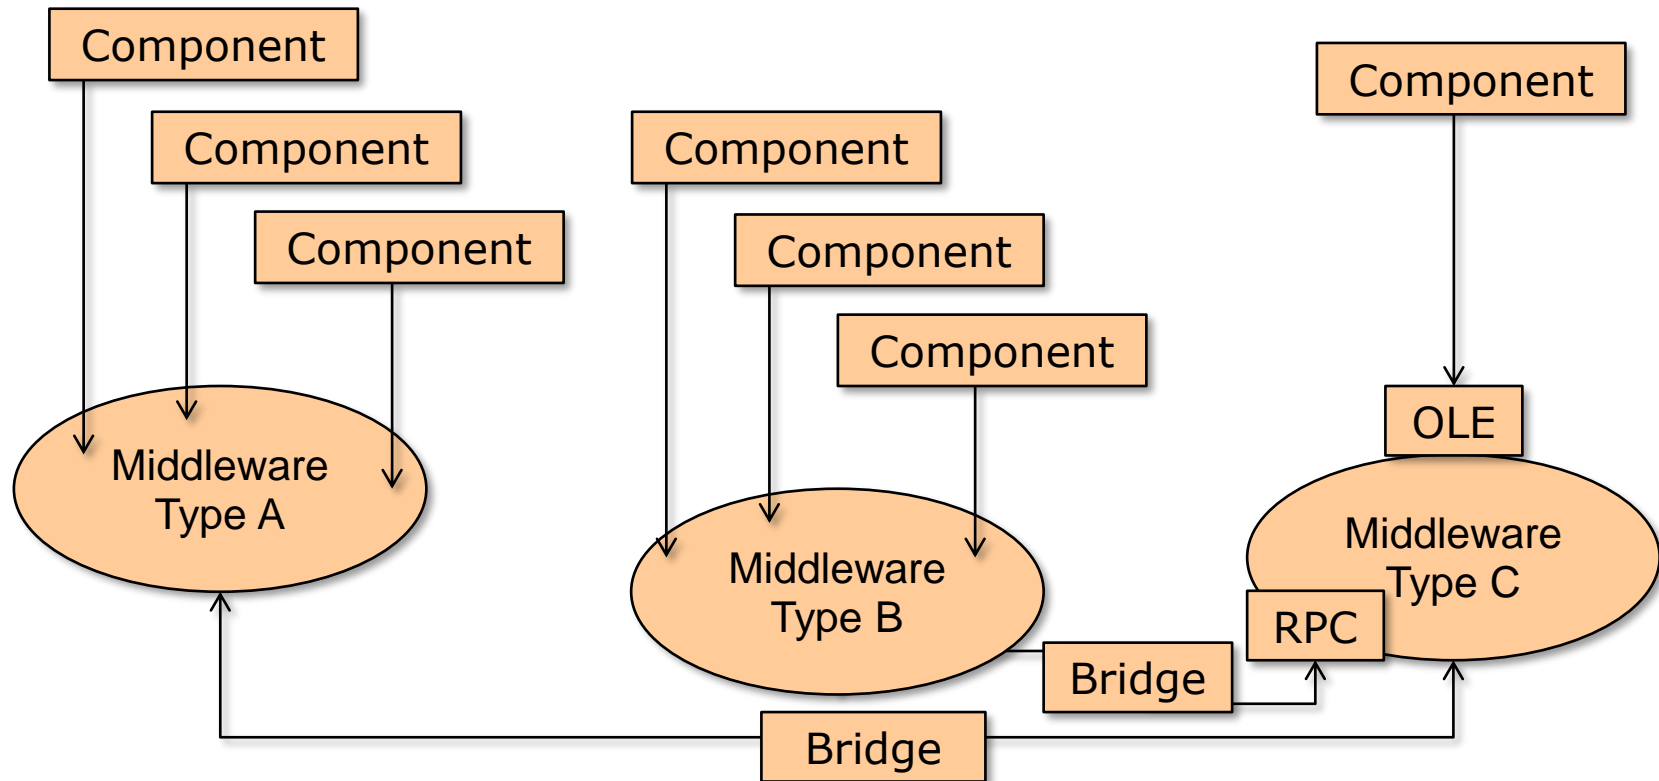 Component
Component
Component
Component
Component
Component
Component
OLE
Middleware
Type A
Middleware
Type B
Middleware
Type C
RPC
Bridge
Bridge